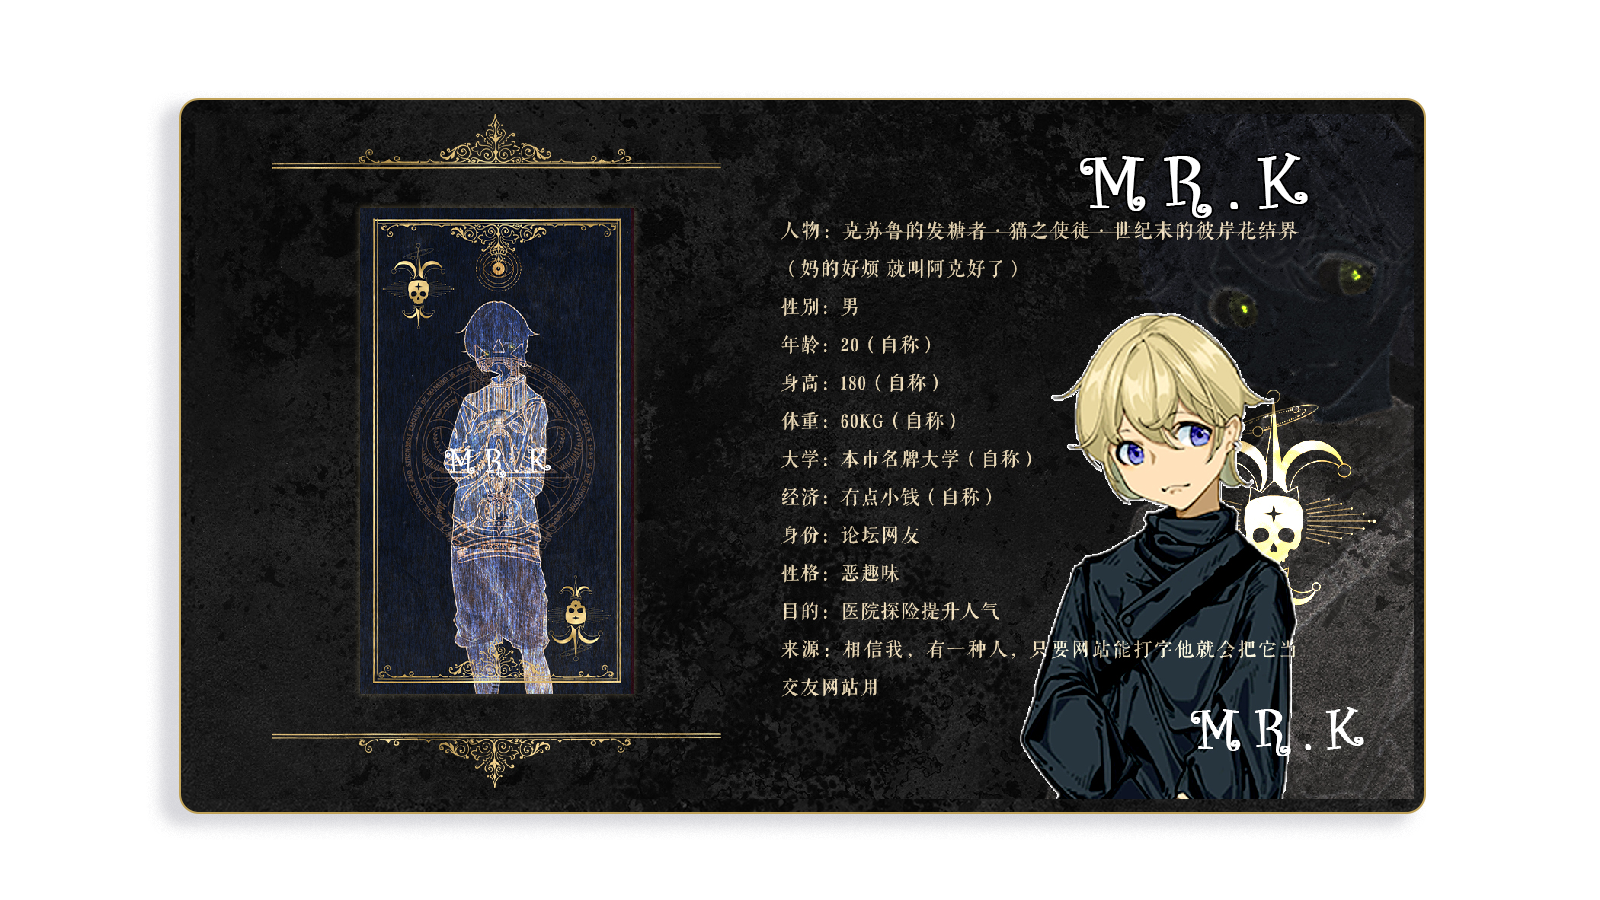 MR.K
人物：克苏鲁的发糖者·猫之使徒·世纪末的彼岸花结界
（妈的好烦 就叫阿克好了）
性别：男
年龄：20（自称）
身高：180（自称）
体重：60KG（自称）
大学：本市名牌大学（自称）
经济：有点小钱（自称）
身份：论坛网友
性格：恶趣味
目的：医院探险提升人气
来源：相信我，有一种人，只要网站能打字他就会把它当
交友网站用
MR.K
MR.K